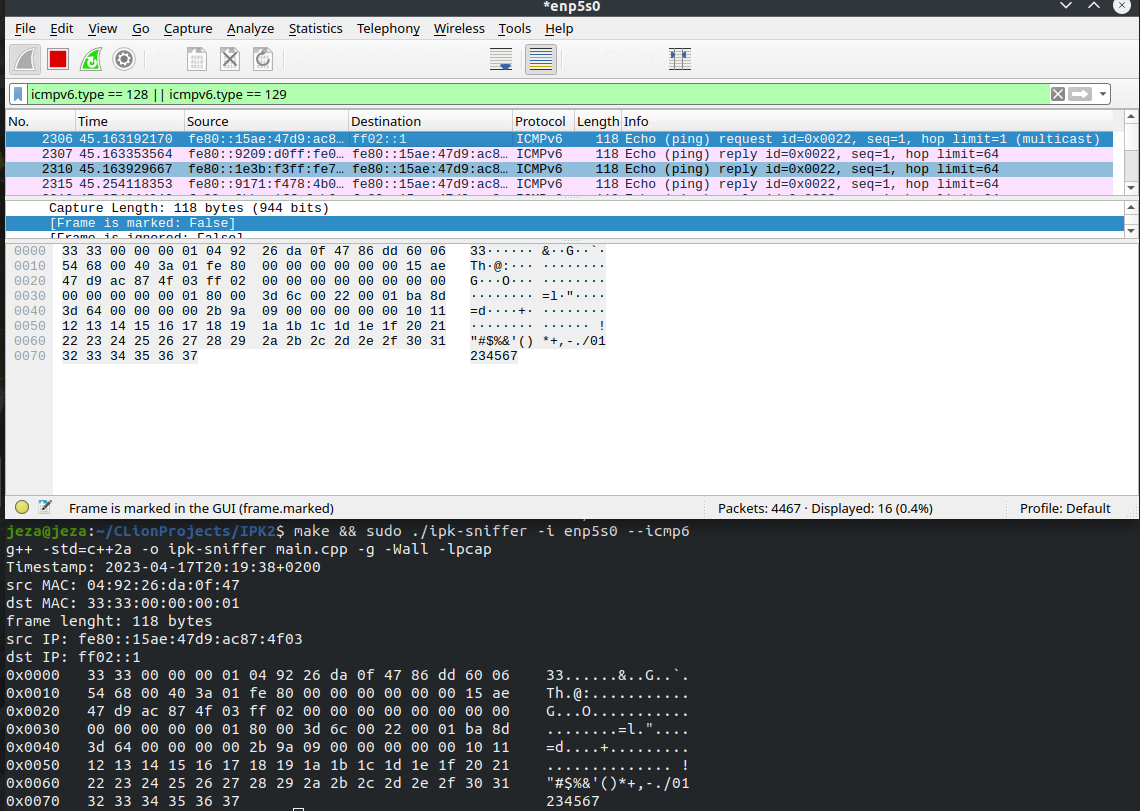 *enp5s0
File Edit View Go Capture Analyze Statistics Telephony Wireless Tools Help
icmpv6.type == 128 || icmpv6.type == 129
No. Time Source Destination Protocol Length Info
2306 45.163192170 fe80::15ae:47d9:ac8… ff02::1 ICMPv6 118 Echo (ping) request id=0x0022, seq=1, hop limit=1 (multicast)
2307 45.163353564 fe80::9209:d0ff:fe0… fe80::15ae:47d9:ac8… ICMPv6 118 Echo (ping) reply id=0x0022, seq=1, hop limit=64
2310 45.163929667 fe80::1e3b:f3ff:fe7… fe80::15ae:47d9:ac8… ICMPv6 118 Echo (ping) reply id=0x0022, seq=1, hop limit=64
2315 45.254118353 fe80::9171:f478:4b0… fe80::15ae:47d9:ac8… ICMPv6 118 Echo (ping) reply id=0x0022, seq=1, hop limit=64
Capture Length: 118 bytes (944 bits)
[Frame is marked: False]
[Frame is ignored: False]
0000 33 33 00 00 00 01 04 92 26 da 0f 47 86 dd 60 06 33······ &··G··`·
0010 54 68 00 40 3a 01 fe 80 00 00 00 00 00 00 15 ae Th·@:··· ········
0020 47 d9 ac 87 4f 03 ff 02 00 00 00 00 00 00 00 00 G···O··· ········
0030 00 00 00 00 00 01 80 00 3d 6c 00 22 00 01 ba 8d ········ =l·"····
0040 3d 64 00 00 00 00 2b 9a 09 00 00 00 00 00 10 11 =d····+· ········
0050 12 13 14 15 16 17 18 19 1a 1b 1c 1d 1e 1f 20 21 ········ ······ !
0060 22 23 24 25 26 27 28 29 2a 2b 2c 2d 2e 2f 30 31 "#$%&'() *+,-./01
0070 32 33 34 35 36 37 234567
Frame is marked in the GUI (frame.marked) Packets: 4467 · Displayed: 16 (0.4%) Profile: Default
jeza@jeza:~/CLionProjects/IPK2$ make && sudo ./ipk-sniffer -i enp5s0 --icmp6
g++ -std=c++2a -o ipk-sniffer main.cpp -g -Wall -lpcap
Timestamp: 2023-04-17T20:19:38+0200
src MAC: 04:92:26:da:0f:47
dst MAC: 33:33:00:00:00:01
frame lenght: 118 bytes
src IP: fe80::15ae:47d9:ac87:4f03
dst IP: ff02::1
0x0000 33 33 00 00 00 01 04 92 26 da 0f 47 86 dd 60 06 33......&..G..`.
0x0010 54 68 00 40 3a 01 fe 80 00 00 00 00 00 00 15 ae Th.@:...........
0x0020 47 d9 ac 87 4f 03 ff 02 00 00 00 00 00 00 00 00 G...O...........
0x0030 00 00 00 00 00 01 80 00 3d 6c 00 22 00 01 ba 8d ........=l."....
0x0040 3d 64 00 00 00 00 2b 9a 09 00 00 00 00 00 10 11 =d....+.........
0x0050 12 13 14 15 16 17 18 19 1a 1b 1c 1d 1e 1f 20 21 .............. !
0x0060 22 23 24 25 26 27 28 29 2a 2b 2c 2d 2e 2f 30 31 "#$%&'()*+,-./01
0x0070 32 33 34 35 36 37 234567